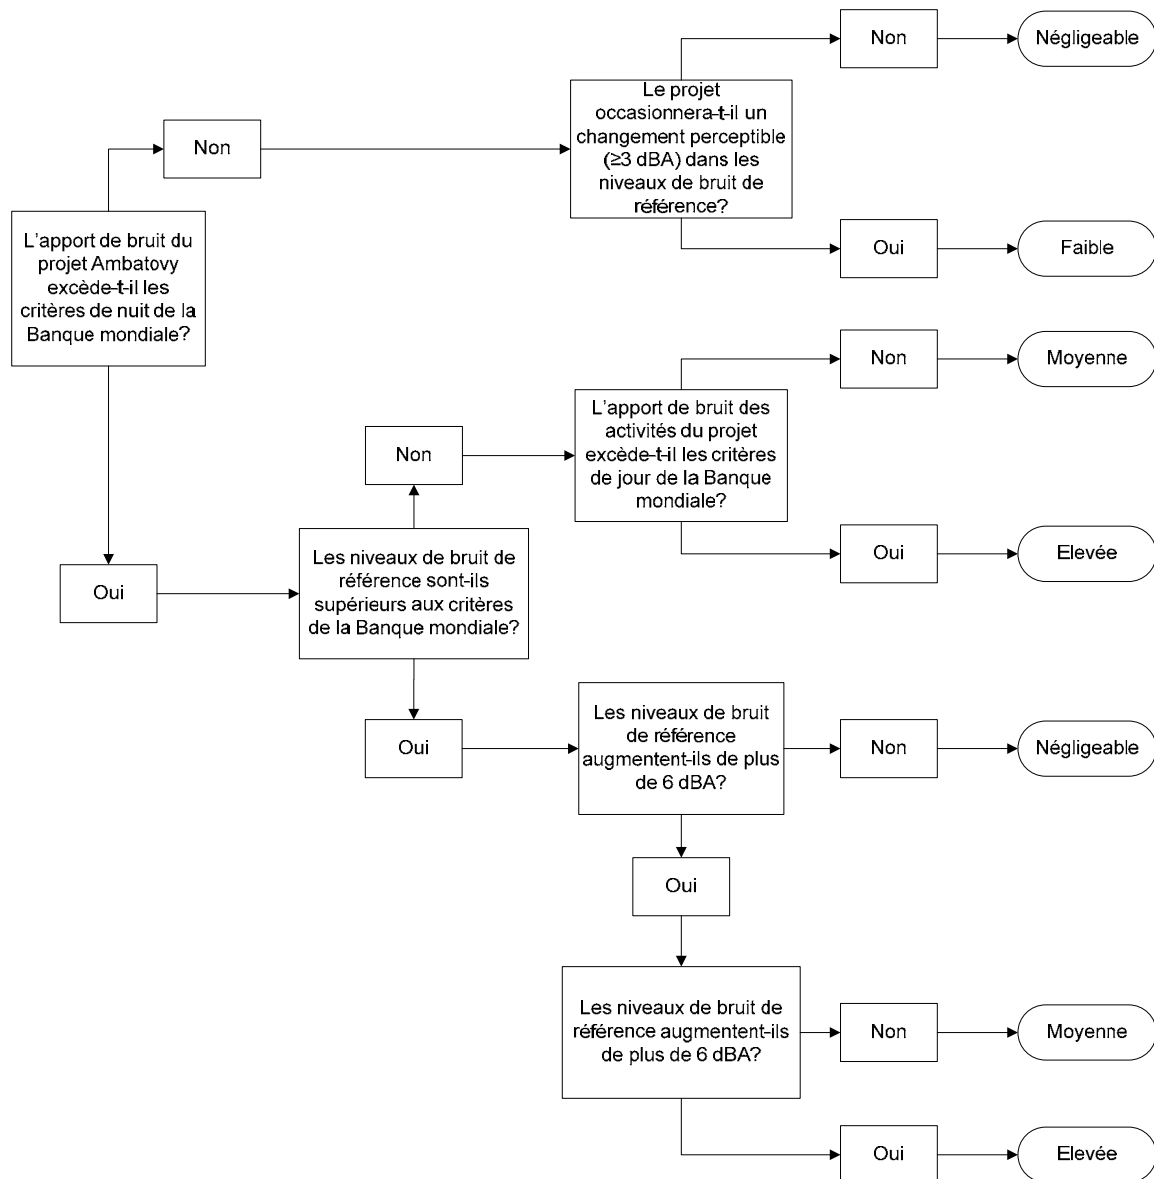 Non
Négligeable
Le projet
occasionnera-t-il un
changement perceptible
(≥3 dBA) dans les
niveaux de bruit de
référence?
Non
L'apport de bruit du
projet Ambatovy
excède-t-il les
critères de nuit de la
Banque mondiale?
Oui
Faible
Non
Moyenne
L'apport de bruit des
activités du projet
excède-t-il les critères
de jour de la Banque
mondiale?
Non
Oui
Elevée
Oui
Les niveaux de bruit de
référence sont-ils
supérieurs aux critères
de la Banque mondiale?
Oui
Les niveaux de bruit
de référence
augmentent-ils de plus
de 6 dBA?
Non
Négligeable
Oui
Les niveaux de bruit de
référence augmentent-ils
de plus de 6 dBA?
Non
Moyenne
Oui
Elevée